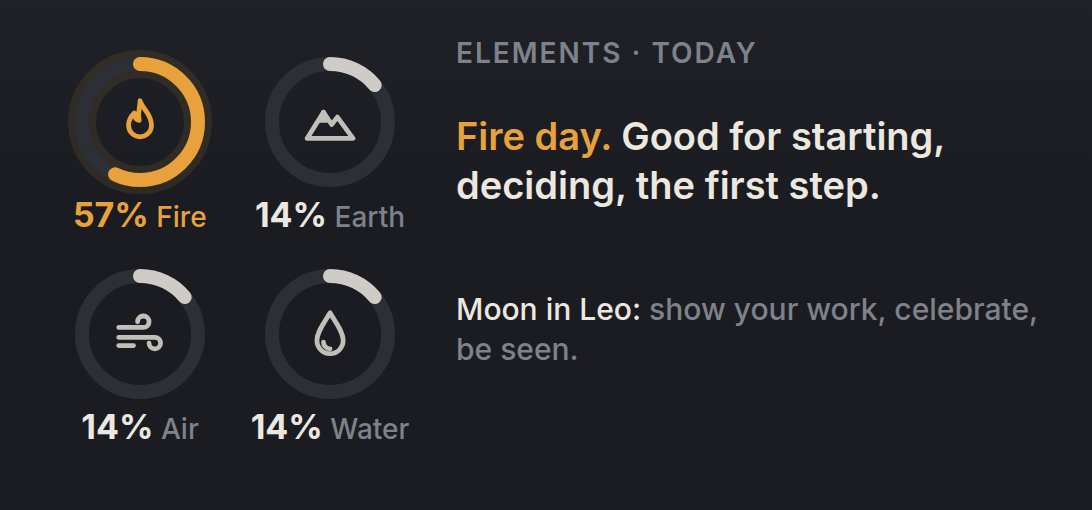 ELEMENTS · TODAY
Fire day. Good for starting,
deciding, the first step.
57% Fire
14% Earth
Moon in Leo: show your work, celebrate,
be seen.
14% Air
14% Water